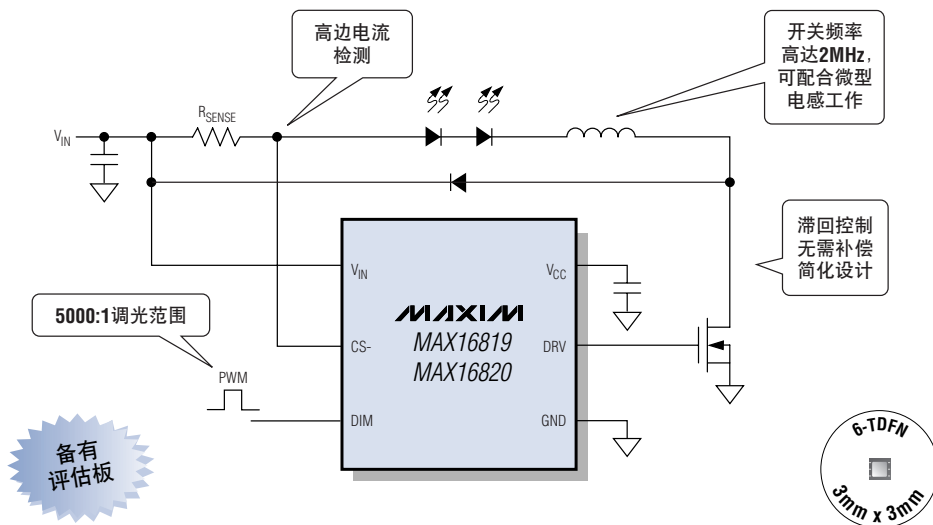 高边电流
检测
开关频率
高达2MHz,
可配合微型
电感工作
RSENSE
VIN
滞回控制
无需补偿
简化设计
5000:1调光范围
PWM
VIN
CS-
DIM
MAXIM
MAX16819
MAX16820
VCC
DRV
GND
备有
评估板
6-TDFN
3mm x 3mm